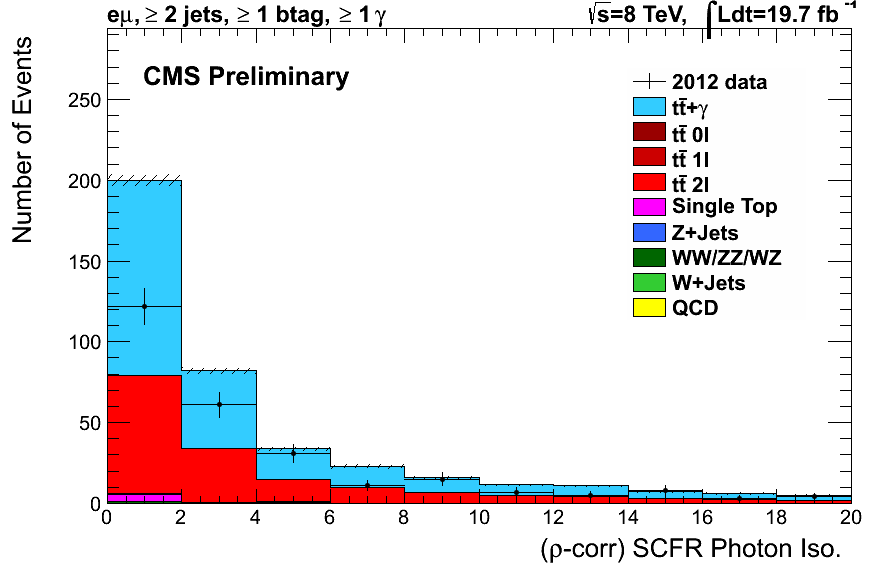 eμ, ≥ 2 jets, ≥ 1 btag, ≥ 1 γ
√s=8 TeV, ∫Ldt=19.7 fb⁻¹
CMS Preliminary
2012 data
tt̄+γ
tt̄ 0l
tt̄ 1l
tt̄ 2l
Single Top
Z+Jets
WW/ZZ/WZ
W+Jets
QCD
Number of Events
250
200
150
100
50
0
0 2 4 6 8 10 12 14 16 18 20
(ρ-corr) SCFR Photon Iso.